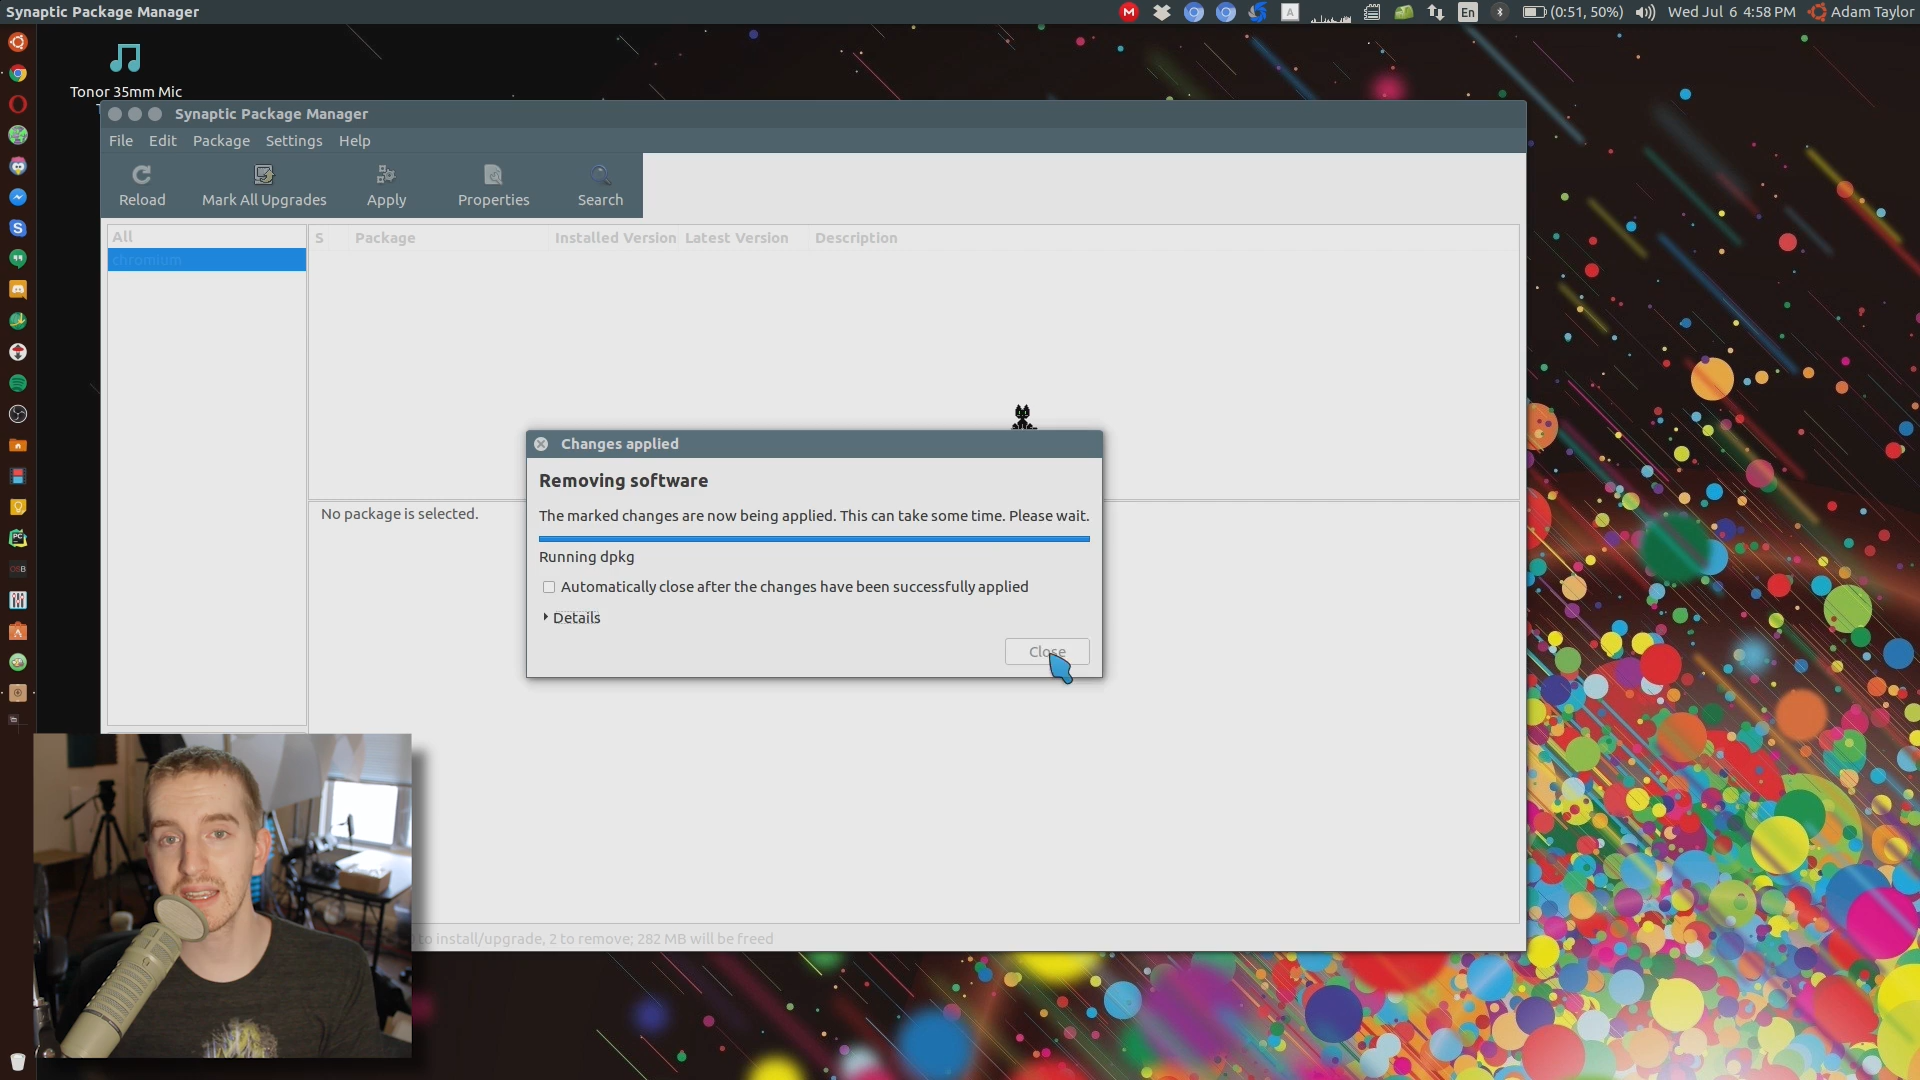 Synaptic Package Manager
M
A
En
(0:51, 50%)
Wed Jul 6 4:58 PM
Adam Taylor
Tonor 35mm Mic
Synaptic Package Manager
File Edit Package Settings Help
Reload Mark All Upgrades Apply Properties Search
All
chromium
S Package Installed Version Latest Version Description
Changes applied
Removing software
The marked changes are now being applied. This can take some time. Please wait.
Running dpkg
Automatically close after the changes have been successfully applied
Details
Close
No package is selected.
to install/upgrade, 2 to remove; 282 MB will be freed